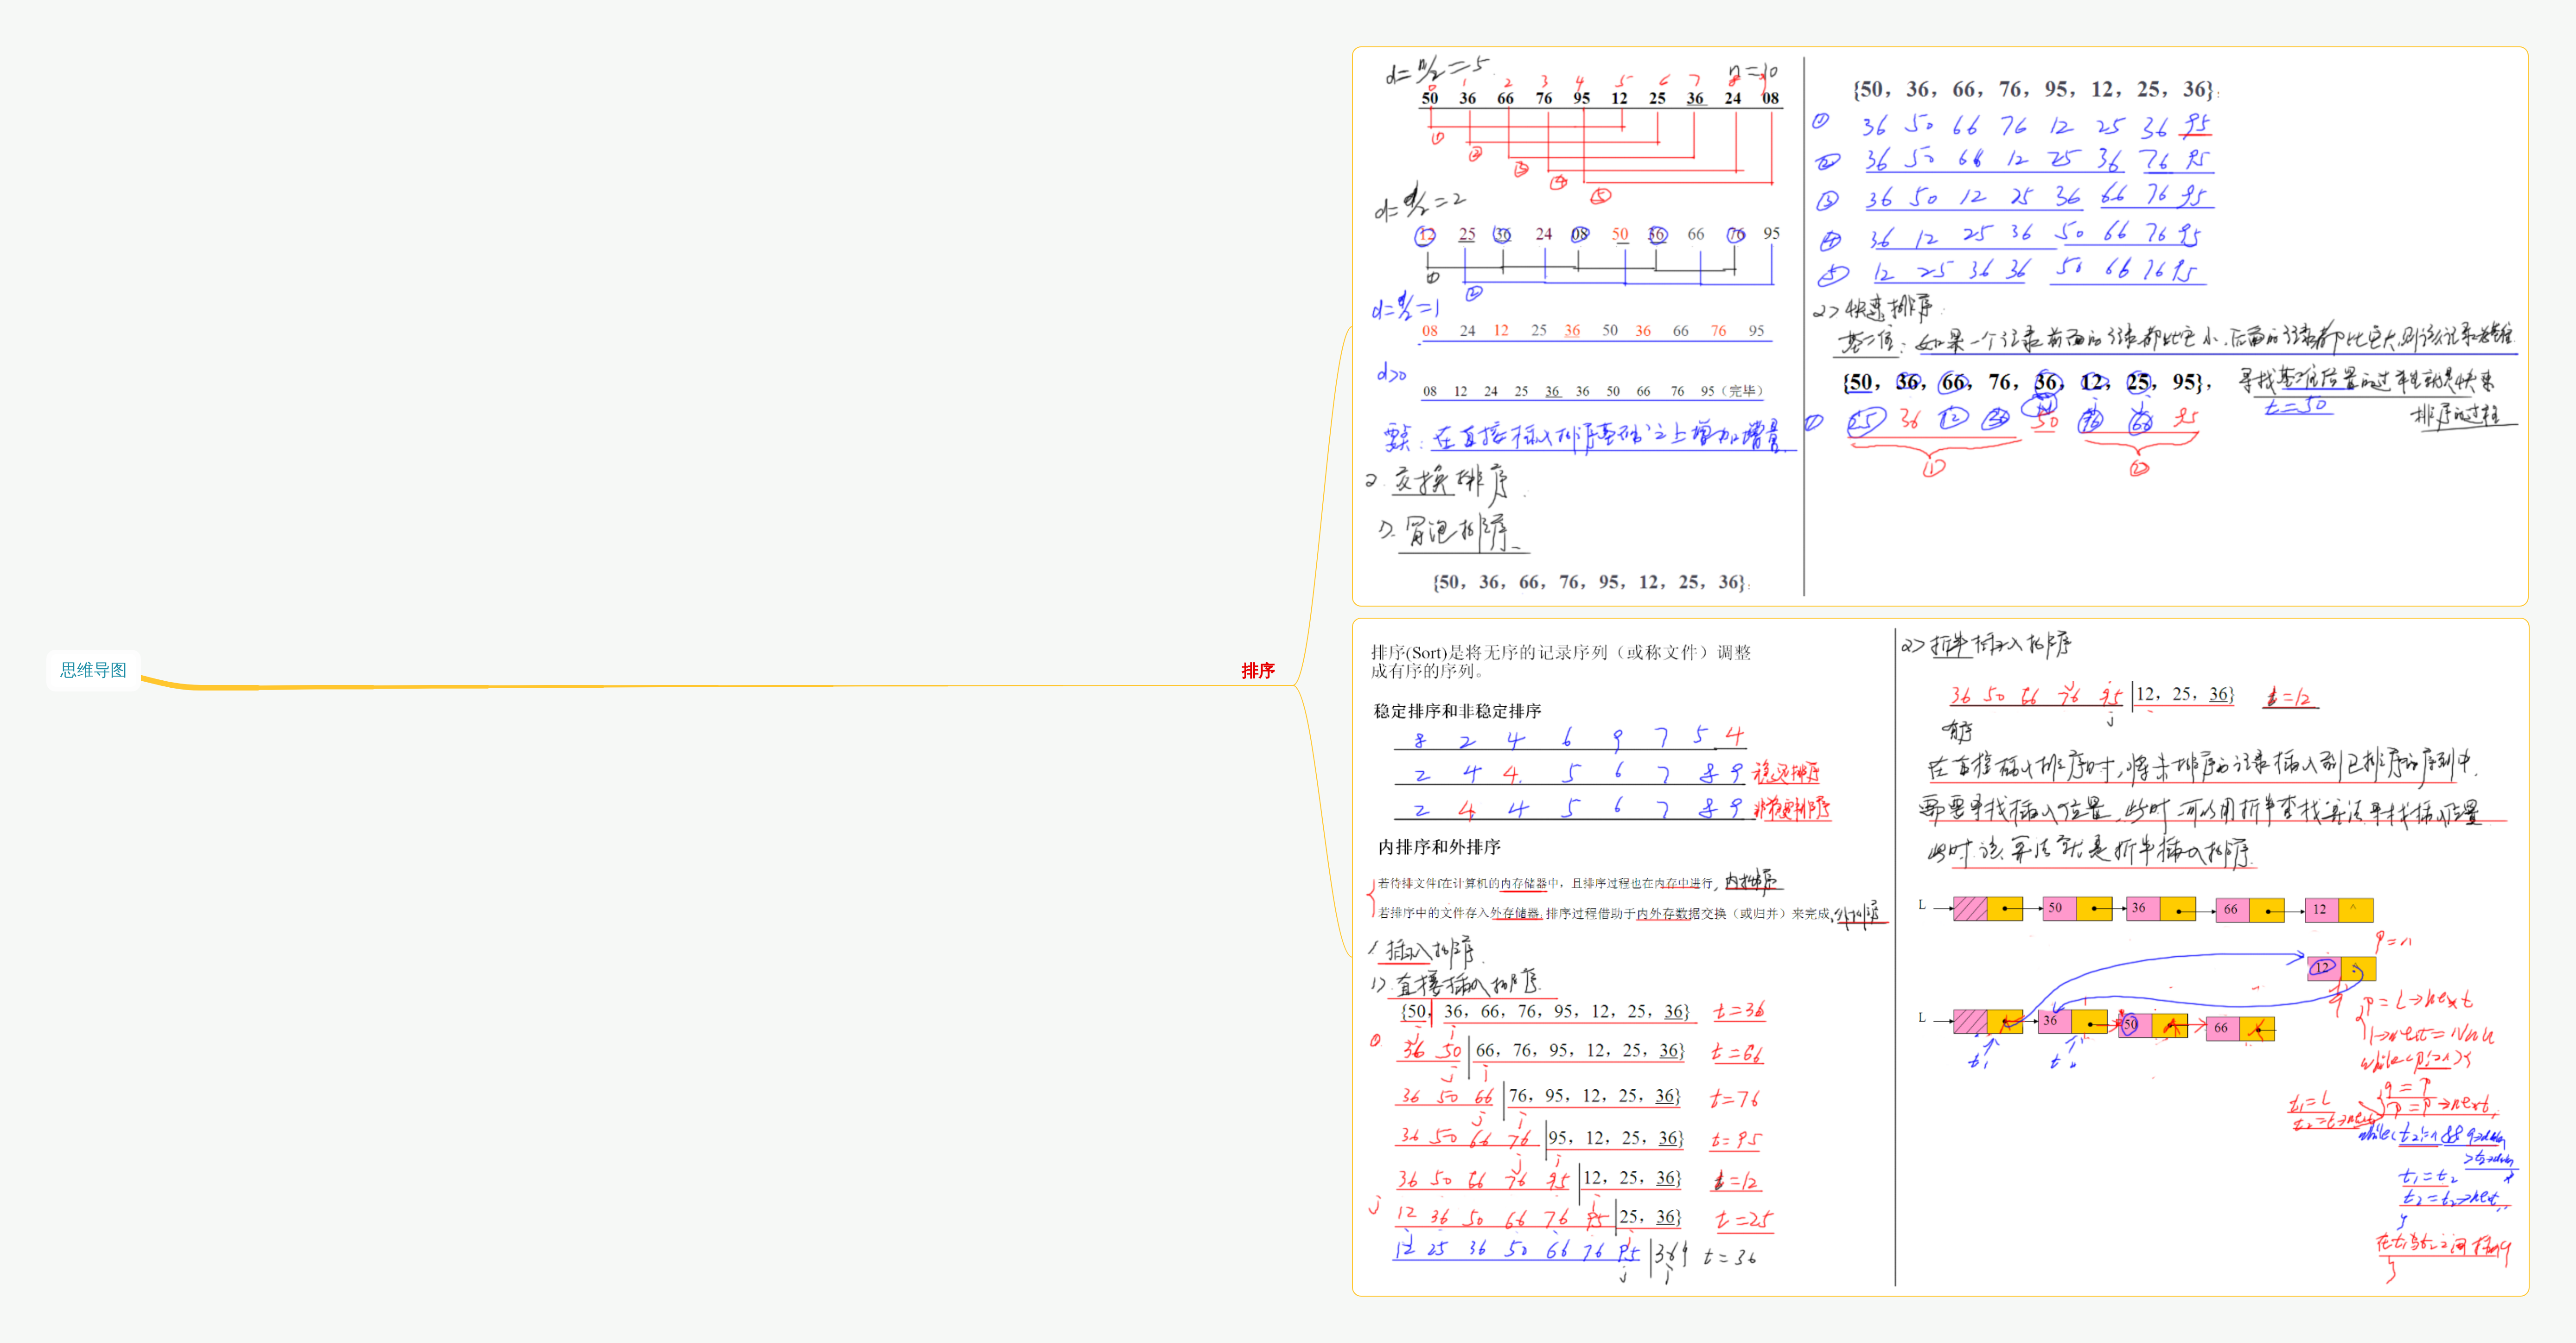 思维导图
排序
d=n/2=5
n=10
0 1 2 3 4 5 6 7 8 9
50 36 66 76 95 12 25 36 24 08
① ② ③ ④ ⑤
d=d/2=2
12 25 36 24 08 50 36 66 76 95
① ②
d=d/2=1
08 24 12 25 36 50 36 66 76 95
d>0
08 12 24 25 36 36 50 66 76 95（完毕）
要点：在直接插入排序基础之上增加增量
2. 交换排序
1). 冒泡排序
{50，36，66，76，95，12，25，36}；
{50，36，66，76，95，12，25，36}；
① 36 50 66 76 12 25 36 95
② 36 50 66 12 25 36 76 95
③ 36 50 12 25 36 66 76 95
④ 36 12 25 36 50 66 76 95
⑤ 12 25 36 36 50 66 76 95
2> 快速排序
基准值：如果一个记录前面的记录都比它小，后面的记录都比它大，则该记录
{50，36，66，76，36，12，25，95}，
寻找基准位置的过程就是快速
排序的过程
t=50
① 25 36 12 36 50 76 66 95
① ②
排序(Sort)是将无序的记录序列（或称文件）调整
成有序的序列。
稳定排序和非稳定排序
8 2 4 6 9 7 5 4
2 4 4 5 6 7 8 9 稳定排序
2 4 4 5 6 7 8 9 非稳定排序
内排序和外排序
若待排文件f在计算机的内存储器中，且排序过程也在内存中进行，内排序
若排序中的文件存入外存储器，排序过程借助于内外存数据交换（或归并）来完成，外排序
1. 插入排序
1). 直接插入排序
{50，36，66，76，95，12，25，36} t=36
36 50 66，76，95，12，25，36} t=66
36 50 66 76，95，12，25，36} t=76
36 50 66 76 95，12，25，36} t=95
36 50 66 76 95 12，25，36} t=12
12 36 50 66 76 95 25，36} t=25
12 25 36 50 66 76 95 36} t=36
2> 折半插入排序
36 50 66 76 95 12，25，36} t=12
j
有序
在直接插入排序时，将未排序的记录插入到已排序的序列中，
都要寻找插入位置，此时可以用折半查找算法寻找插入位置
此时该算法就是折半插入排序
L 50 36 66 12 ^
p=n
12
q
L 36 50 66
t₁ t₂
p=L->next
L->next=Null
while(p!=n){
q=p
p=p->next,
t₁=L
while(t₂!=n && q->data
>t₂->data)
t₁=t₂
t₂=t₂->next,
}
在t₁与t₂之间插入q
}